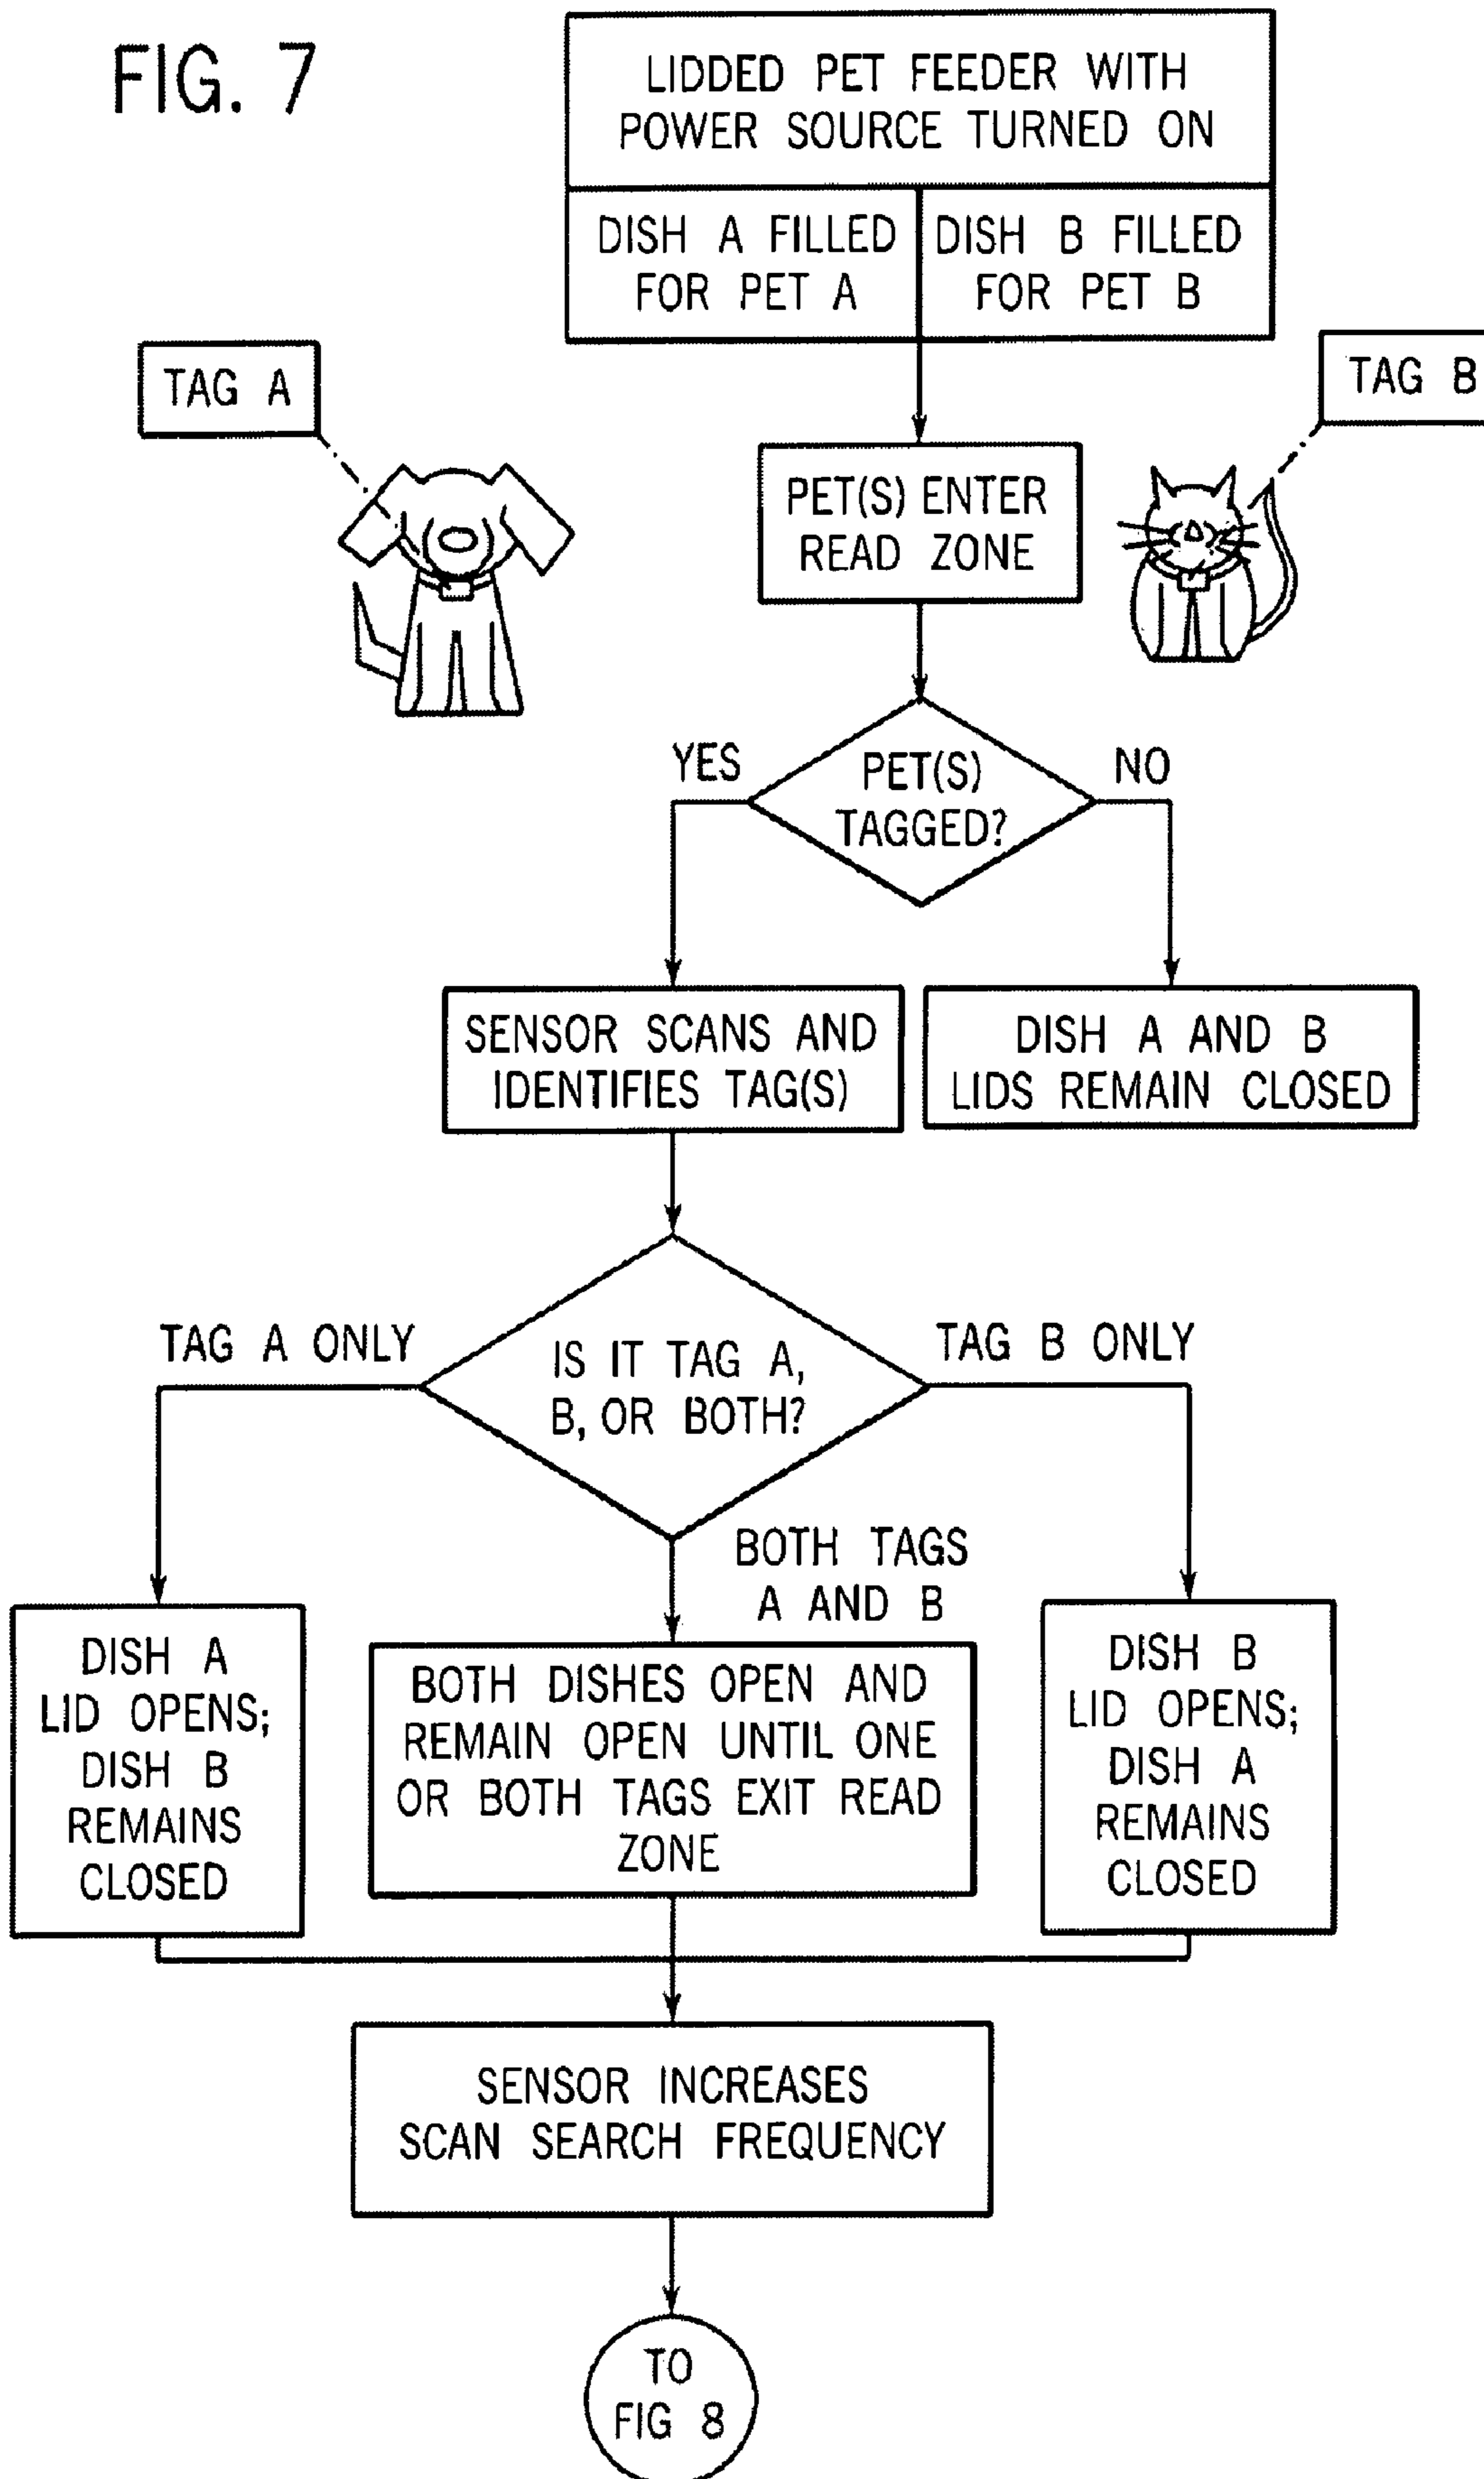 FIG. 7
LIDDED PET FEEDER WITH
POWER SOURCE TURNED ON
DISH A FILLED
FOR PET A
DISH B FILLED
FOR PET B
TAG A
TAG B
PET(S) ENTER
READ ZONE
YES
PET(S)
TAGGED?
NO
SENSOR SCANS AND
IDENTIFIES TAG(S)
DISH A AND B
LIDS REMAIN CLOSED
TAG A ONLY
IS IT TAG A,
B, OR BOTH?
TAG B ONLY
BOTH TAGS
A AND B
DISH A
LID OPENS;
DISH B
REMAINS
CLOSED
BOTH DISHES OPEN AND
REMAIN OPEN UNTIL ONE
OR BOTH TAGS EXIT READ
ZONE
DISH B
LID OPENS;
DISH A
REMAINS
CLOSED
SENSOR INCREASES
SCAN SEARCH FREQUENCY
TO
FIG 8